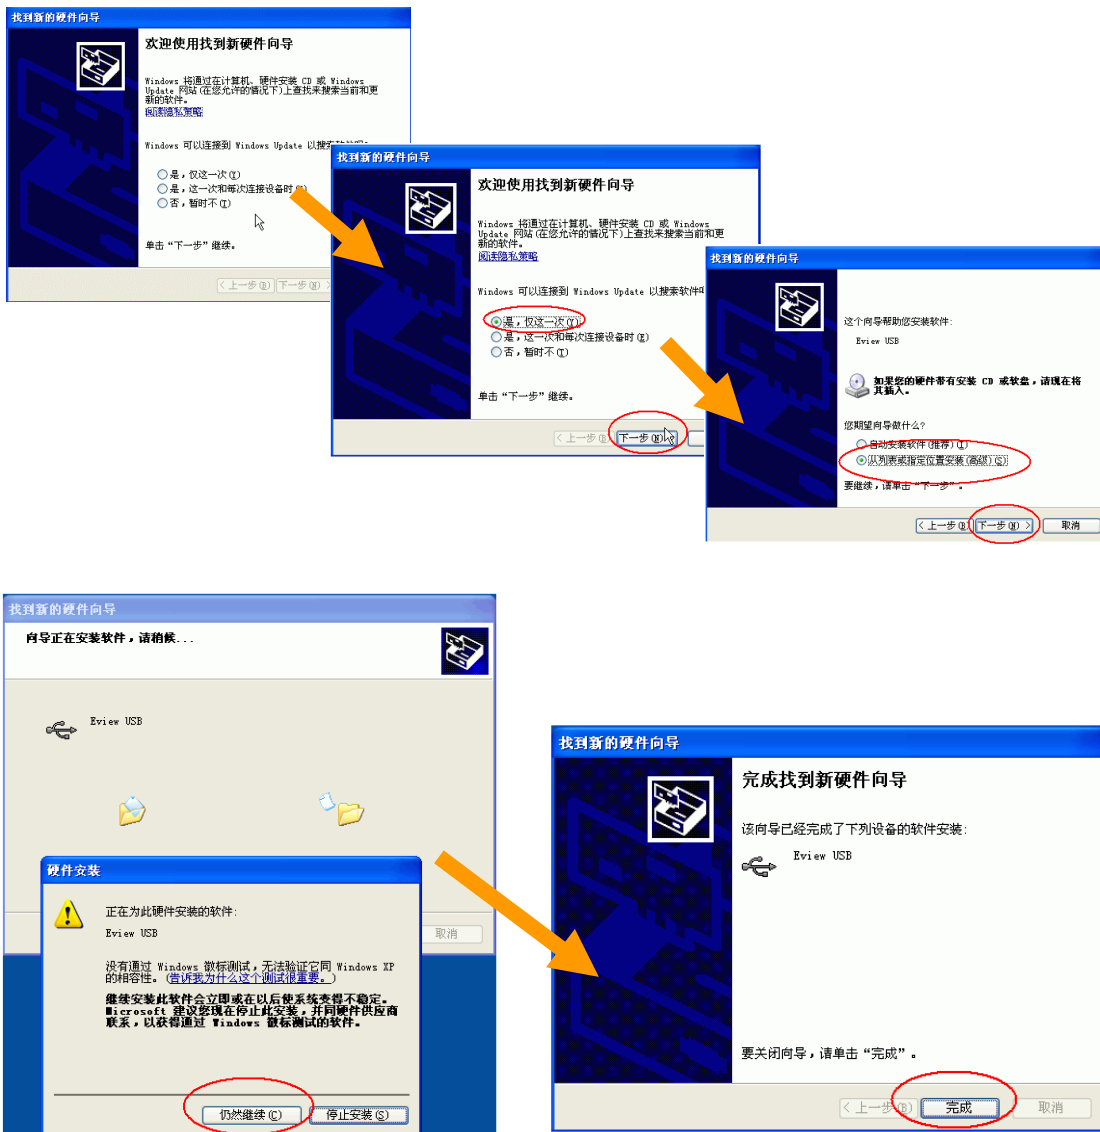 找到新的硬件向导
欢迎使用找到新硬件向导
Windows 将通过在计算机、硬件安装 CD 或 Windows
Update 网站(在您允许的情况下)上查找来搜索当前和更
新的软件。
阅读隐私策略
Windows 可以连接到 Windows Update 以搜
是，仅这一次(Y)
是，这一次和每次连接设备时
否，暂时不(T)
单击“下一步”继续。
< 上一步(B) 下一步(N) >
找到新的硬件向导
欢迎使用找到新硬件向导
Windows 将通过在计算机、硬件安装 CD 或 Windows
Update 网站(在您允许的情况下)上查找来搜索当前和更
新的软件。
阅读隐私策略
Windows 可以连接到 Windows Update 以搜索软件
是，仅这一次(Y)
是，这一次和每次连接设备时(E)
否，暂时不(T)
单击“下一步”继续。
< 上一步(B) 下一步(N)
找到新的硬件向导
这个向导帮助您安装软件:
Eview USB
如果您的硬件带有安装 CD 或软盘，请现在将
其插入。
您期望向导做什么?
自动安装软件(推荐)(I)
从列表或指定位置安装(高级)(S)
要继续，请单击“下一步”。
< 上一步(B) 下一步(N) > 取消
找到新的硬件向导
向导正在安装软件，请稍候...
Eview USB
取消
硬件安装
正在为此硬件安装的软件:
Eview USB
没有通过 Windows 徽标测试，无法验证它同 Windows XP
的相容性。(告诉我为什么这个测试很重要。)
继续安装此软件会立即或在以后使系统变得不稳定。
Microsoft 建议您现在停止此安装，并同硬件供应商
联系，以获得通过 Windows 徽标测试的软件。
仍然继续(C) 停止安装(S)
找到新的硬件向导
完成找到新硬件向导
该向导已经完成了下列设备的软件安装:
Eview USB
要关闭向导，请单击“完成”。
< 上一步(B) 完成 取消